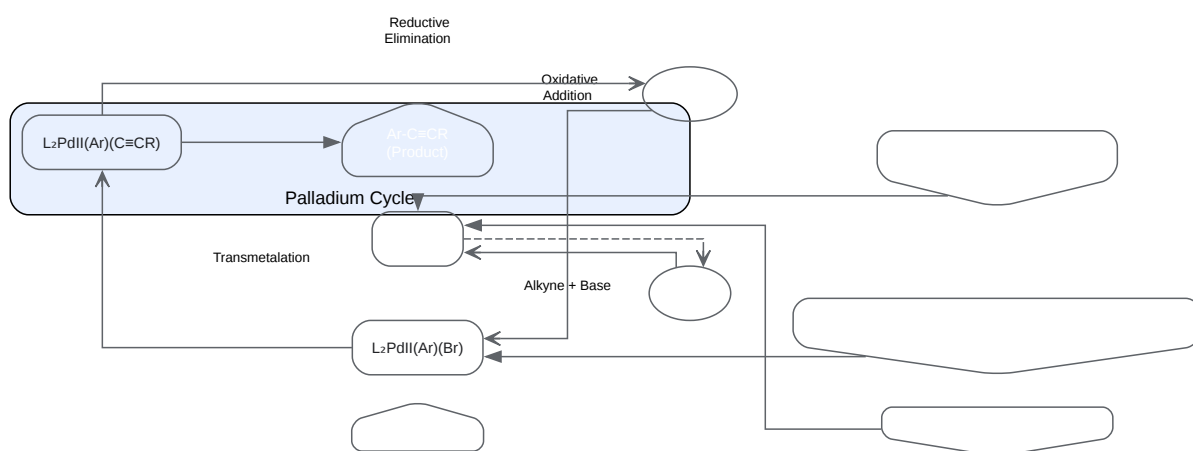 Reductive
Elimination
Oxidative
Addition
L₂PdII(Ar)(C≡CR)
Ar-C≡CR
(Product)
Palladium Cycle
Transmetalation
Alkyne + Base
L₂PdII(Ar)(Br)